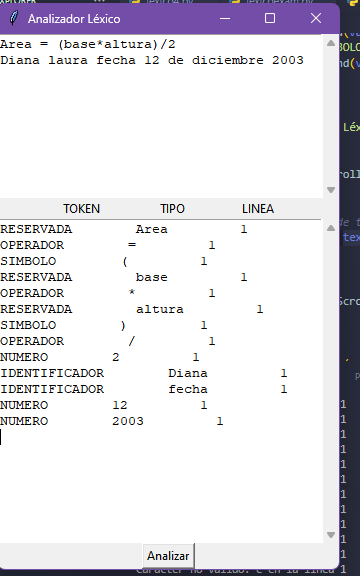 Analizador Léxico
Area = (base*altura)/2
Diana laura fecha 12 de diciembre 2003
TOKEN TIPO LINEA
RESERVADA Area 1
OPERADOR = 1
SIMBOLO ( 1
RESERVADA base 1
OPERADOR * 1
RESERVADA altura 1
SIMBOLO ) 1
OPERADOR / 1
NUMERO 2 1
IDENTIFICADOR Diana 1
IDENTIFICADOR fecha 1
NUMERO 12 1
NUMERO 2003 1
Analizar